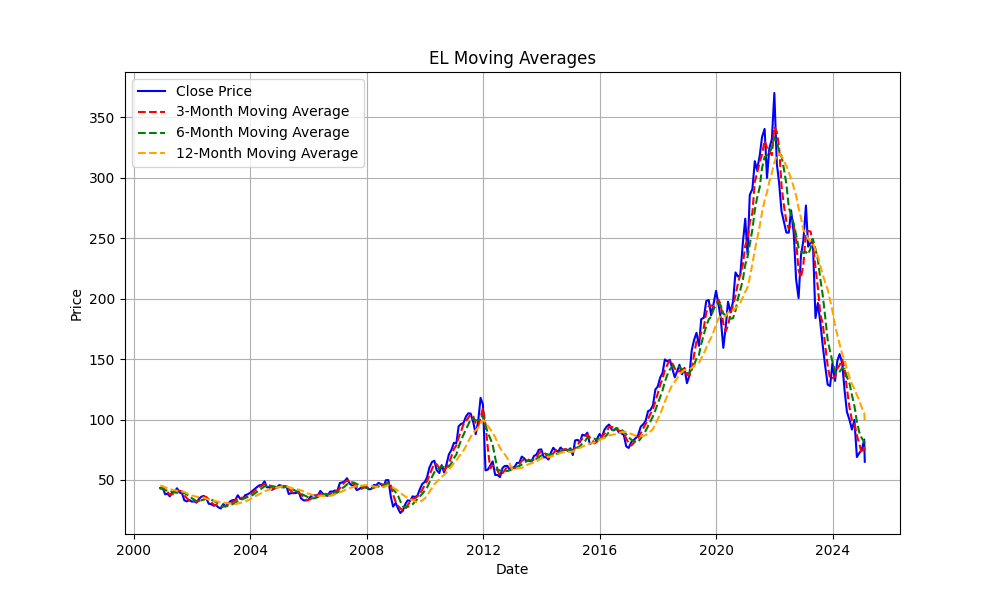 EL Moving Averages
Close Price
3-Month Moving Average
6-Month Moving Average
12-Month Moving Average
Price
350
300
250
200
150
100
50
2000 2004 2008 2012 2016 2020 2024
Date